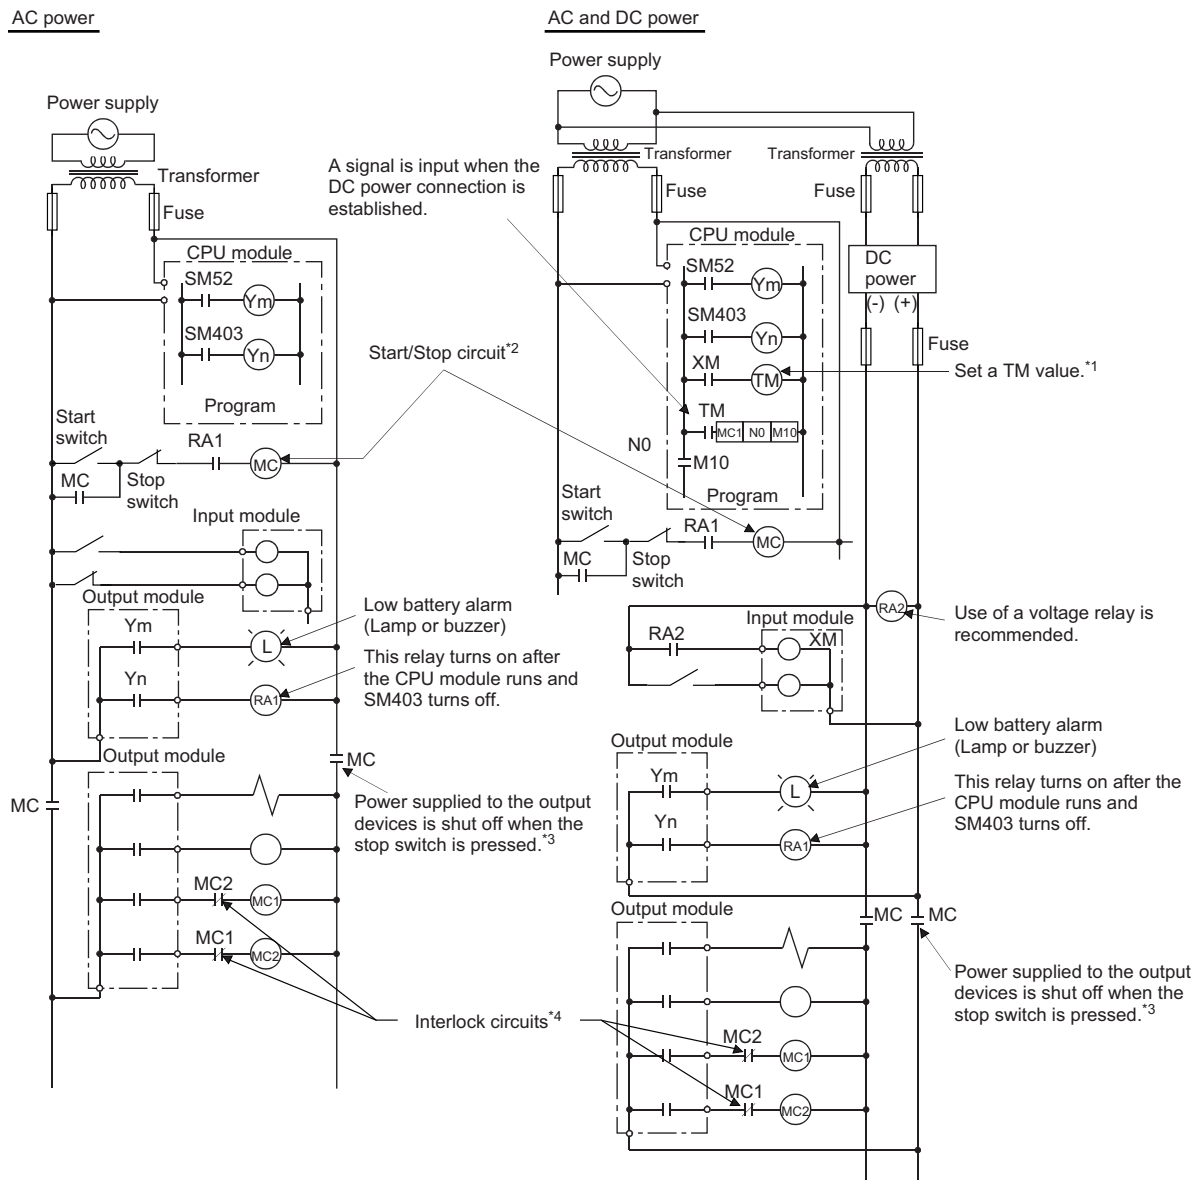 AC power
Power supply
Transformer
Fuse
CPU module
SM52
Ym
SM403
Yn
Program
Start
switch
RA1
MC
MC
Stop
switch
Input module
Output module
Ym
L
Yn
RA1
Output module
MC
MC
MC2
MC1
MC1
MC2
Start/Stop circuit*2
Low battery alarm
(Lamp or buzzer)
This relay turns on after
the CPU module runs and
SM403 turns off.
Power supplied to the output
devices is shut off when the
stop switch is pressed.*3
Interlock circuits*4
AC and DC power
Power supply
Transformer
Transformer
A signal is input when the
DC power connection is
established.
Fuse
Fuse
CPU module
DC
power
(-) (+)
Fuse
SM52
Ym
SM403
Yn
XM
TM
Set a TM value.*1
TM
MC1 N0 M10
N0
M10
Program
Start
switch
RA1
MC
MC
Stop
switch
RA2
Use of a voltage relay is
recommended.
Input module
RA2
XM
Output module
Ym
L
Yn
RA1
Low battery alarm
(Lamp or buzzer)
This relay turns on after the
CPU module runs and
SM403 turns off.
Output module
MC
MC
Power supplied to the output
devices is shut off when the
stop switch is pressed.*3
MC2
MC1
MC1
MC2